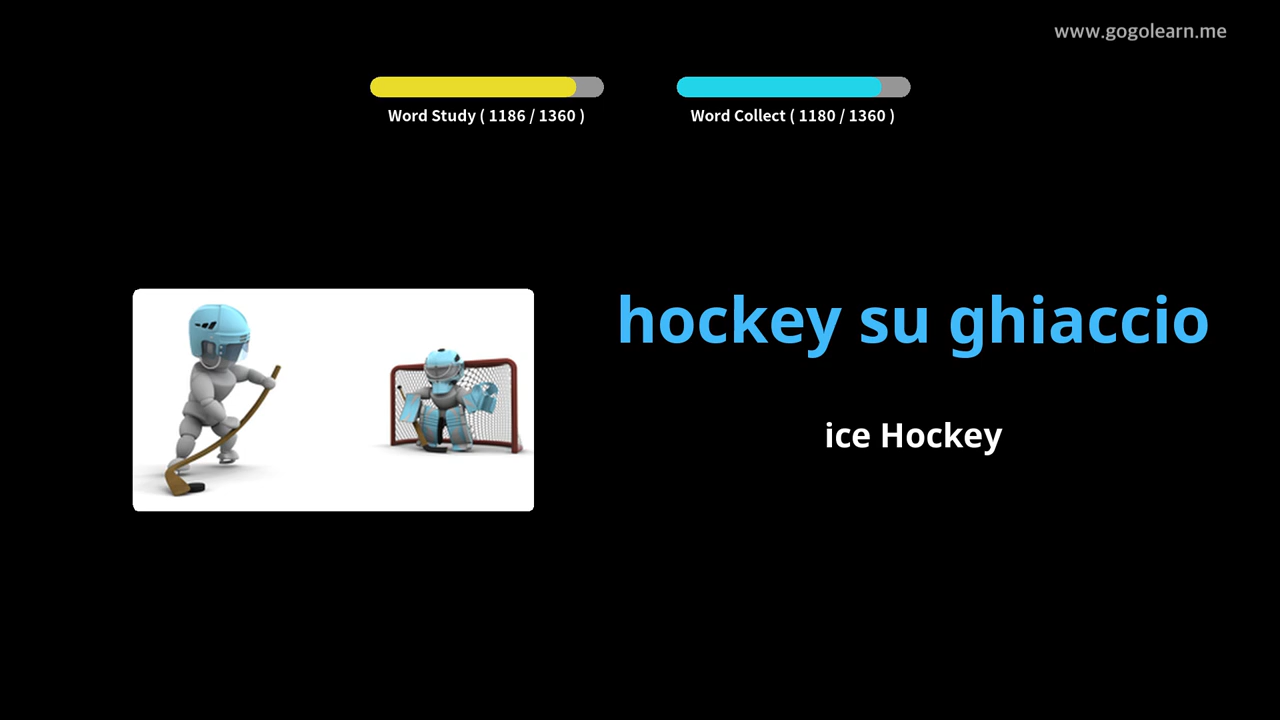 www.gogolearn.me
Word Study ( 1186 / 1360 )
Word Collect ( 1180 / 1360 )
hockey su ghiaccio
ice Hockey